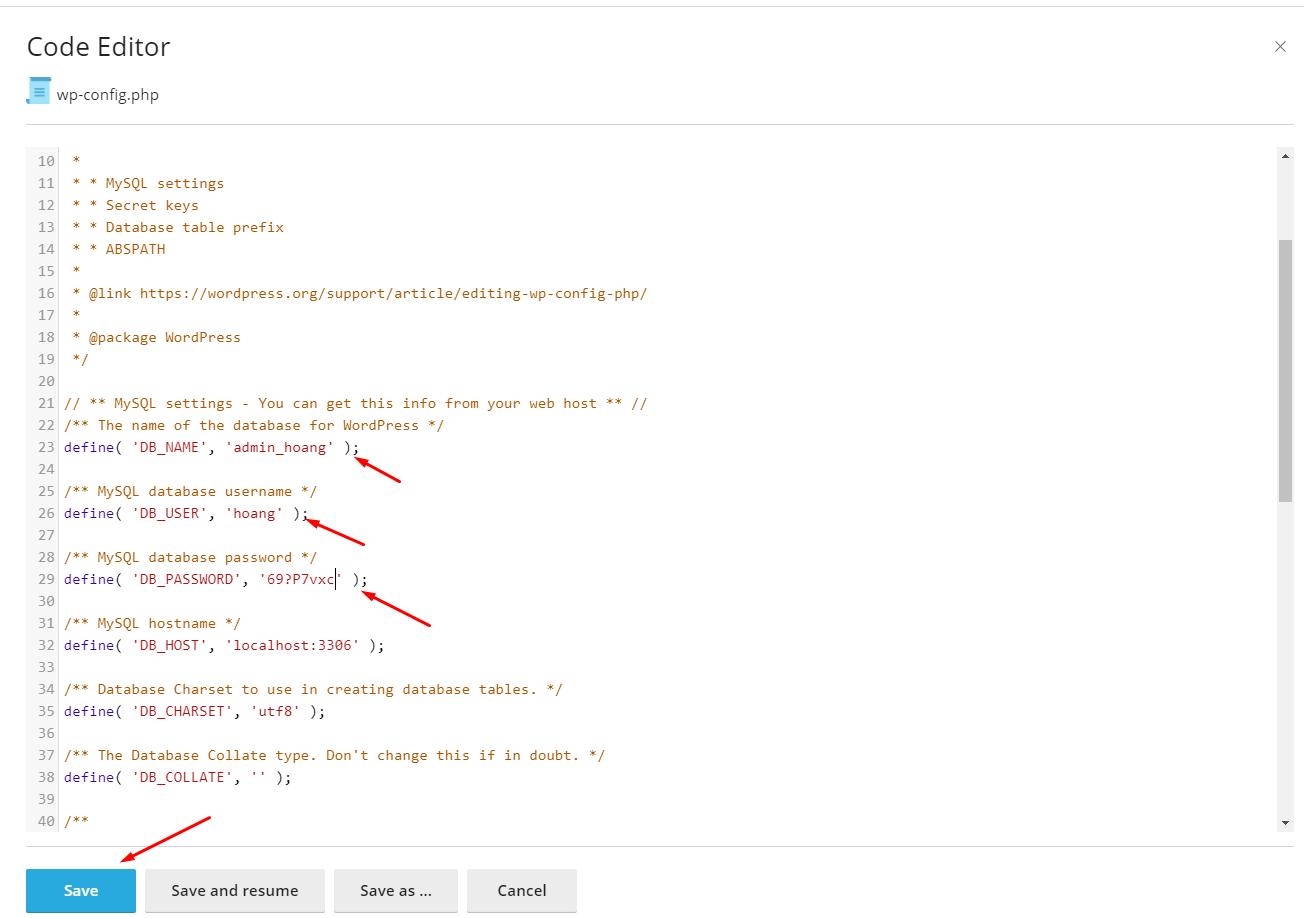 Code Editor
wp-config.php
10 *
11 * * MySQL settings
12 * * Secret keys
13 * * Database table prefix
14 * * ABSPATH
15 *
16 * @link https://wordpress.org/support/article/editing-wp-config-php/
17 *
18 * @package WordPress
19 */
20
21 // ** MySQL settings - You can get this info from your web host ** //
22 /** The name of the database for WordPress */
23 define( 'DB_NAME', 'admin_hoang' );
24
25 /** MySQL database username */
26 define( 'DB_USER', 'hoang' );
27
28 /** MySQL database password */
29 define( 'DB_PASSWORD', '69?P7vxc' );
30
31 /** MySQL hostname */
32 define( 'DB_HOST', 'localhost:3306' );
33
34 /** Database Charset to use in creating database tables. */
35 define( 'DB_CHARSET', 'utf8' );
36
37 /** The Database Collate type. Don't change this if in doubt. */
38 define( 'DB_COLLATE', '' );
39
40 /**
Save Save and resume Save as ... Cancel